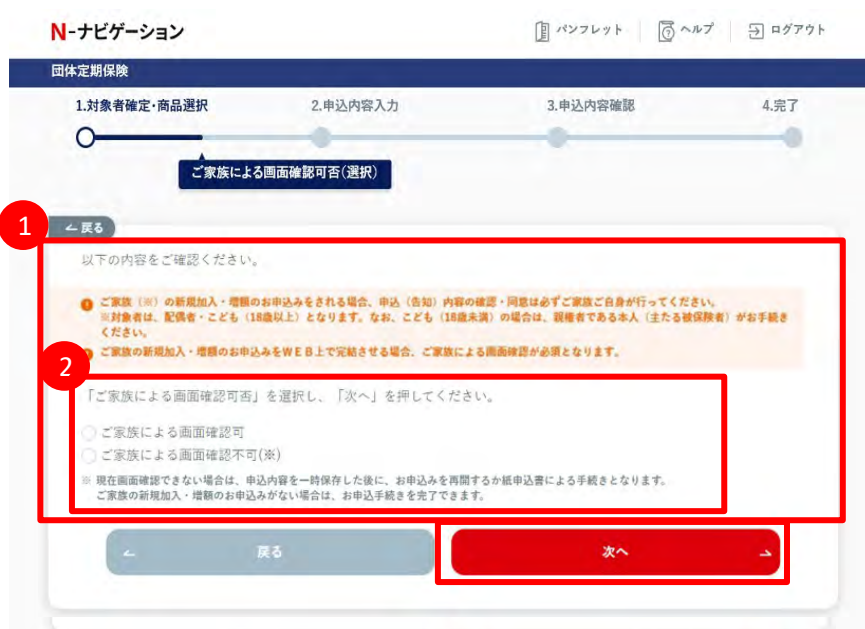 N-ナビゲーション
パンフレット
ヘルプ
ログアウト
団体定期保険
1.対象者確定・商品選択
2.申込内容入力
3.申込内容確認
4.完了
ご家族による画面確認可否(選択)
1
戻る
以下の内容をご確認ください。
ご家族（※）の新規加入・増額のお申込みをされる場合、申込（告知）内容の確認・同意は必ずご家族ご自身が行ってください。
※対象者は、配偶者・こども（18歳以上）となります。なお、こども（18歳未満）の場合は、親権者である本人（主たる被保険者）がお手続き
ください。
ご家族の新規加入・増額のお申込みをＷＥＢ上で完結させる場合、ご家族による画面確認が必須となります。
2
「ご家族による画面確認可否」を選択し、「次へ」を押してください。
ご家族による画面確認可
ご家族による画面確認不可(※)
※ 現在画面確認できない場合は、申込内容を一時保存した後に、お申込みを再開するか紙申込書による手続きとなります。
ご家族の新規加入・増額のお申込みがない場合は、お申込手続きを完了できます。
戻る
次へ